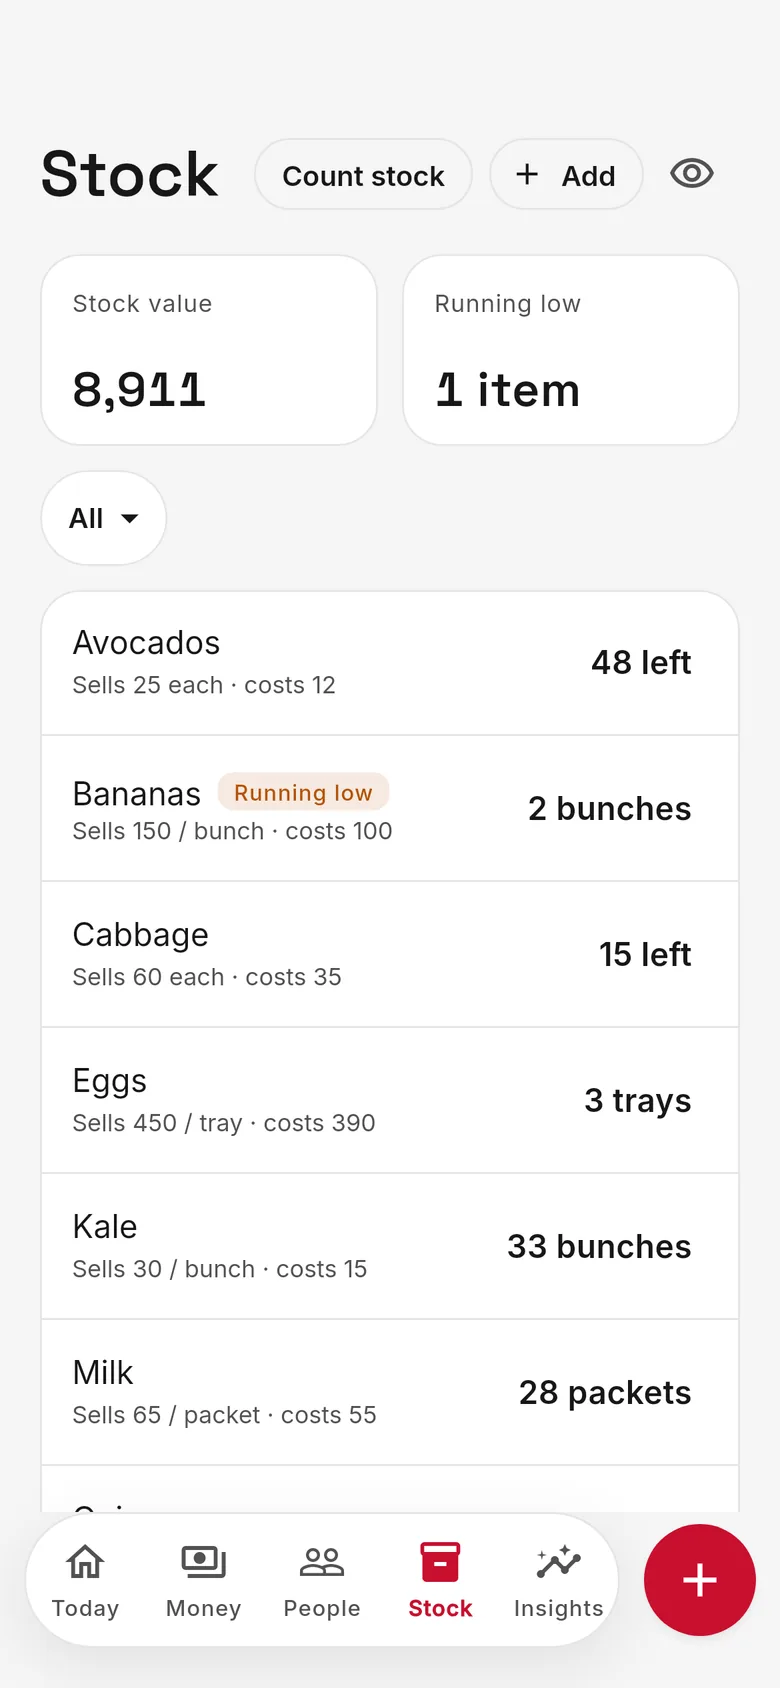 Stock
Count stock
+ Add
Stock value
8,911
Running low
1 item
All
Avocados
Sells 25 each · costs 12
48 left
Bananas
Running low
Sells 150 / bunch · costs 100
2 bunches
Cabbage
Sells 60 each · costs 35
15 left
Eggs
Sells 450 / tray · costs 390
3 trays
Kale
Sells 30 / bunch · costs 15
33 bunches
Milk
Sells 65 / packet · costs 55
28 packets
Today
Money
People
Stock
Insights